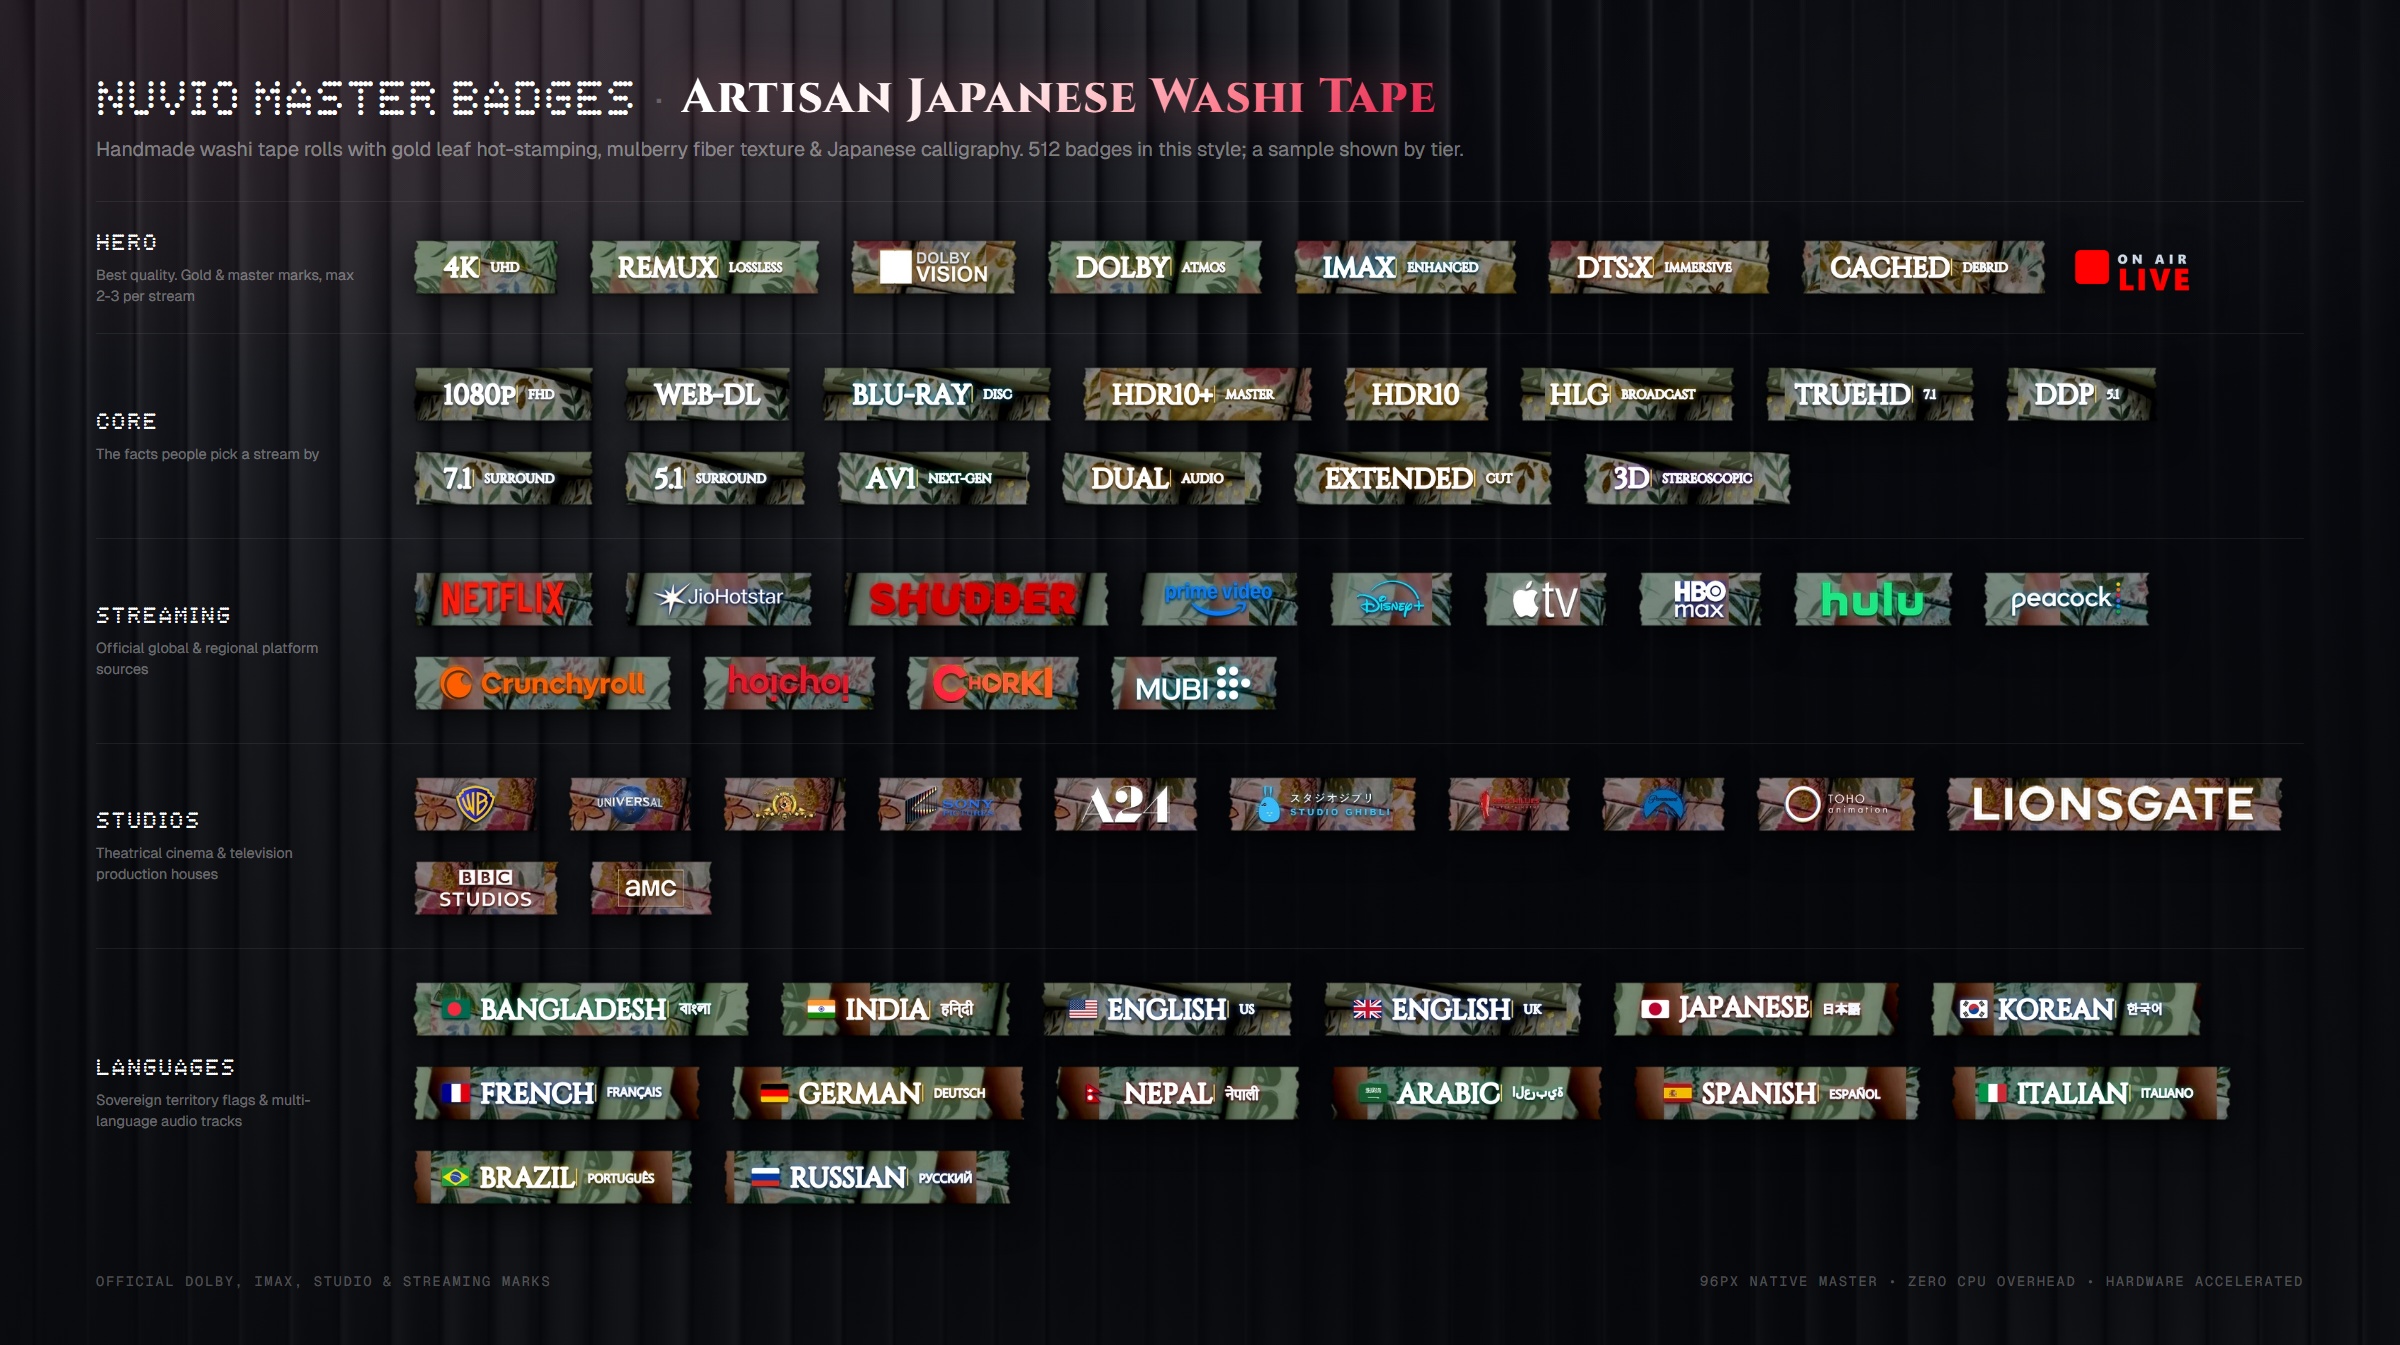 NUVIO MASTER BADGES · ARTISAN JAPANESE WASHI TAPE
Handmade washi tape rolls with gold leaf hot-stamping, mulberry fiber texture & Japanese calligraphy. 512 badges in this style; a sample shown by tier.
HERO
Best quality. Gold & master marks, max
2-3 per stream
4K UHD
REMUX LOSSLESS
DOLBY
VISION
DOLBY ATMOS
IMAX ENHANCED
DTS:X IMMERSIVE
CACHED DEBRID
ON AIR
LIVE
CORE
The facts people pick a stream by
1080P FHD
WEB-DL
BLU-RAY DISC
HDR10+ MASTER
HDR10
HLG BROADCAST
TRUEHD 7.1
DDP 5.1
7.1 SURROUND
5.1 SURROUND
AV1 NEXT-GEN
DUAL AUDIO
EXTENDED CUT
3D STEREOSCOPIC
STREAMING
Official global & regional platform
sources
NETFLIX
JioHotstar
SHUDDER
prime video
Disney+
tv
HBO
max
hulu
peacock
Crunchyroll
hoichoi
CHORKI
MUBI
STUDIOS
Theatrical cinema & television
production houses
WB
UNIVERSAL
SONY
PICTURES
A24
スタジオジブリ
STUDIO GHIBLI
Paramount
TOHO
animation
LIONSGATE
BBC
STUDIOS
aMC
LANGUAGES
Sovereign territory flags & multi-
language audio tracks
BANGLADESH বাংলা
INDIA हनिदी
ENGLISH US
ENGLISH UK
JAPANESE 日本語
KOREAN 한국어
FRENCH FRANÇAIS
GERMAN DEUTSCH
NEPAL नेपाली
ARABIC العربية
SPANISH ESPAÑOL
ITALIAN ITALIANO
BRAZIL PORTUGUÊS
RUSSIAN РУССКИЙ
OFFICIAL DOLBY, IMAX, STUDIO & STREAMING MARKS
96PX NATIVE MASTER • ZERO CPU OVERHEAD • HARDWARE ACCELERATED